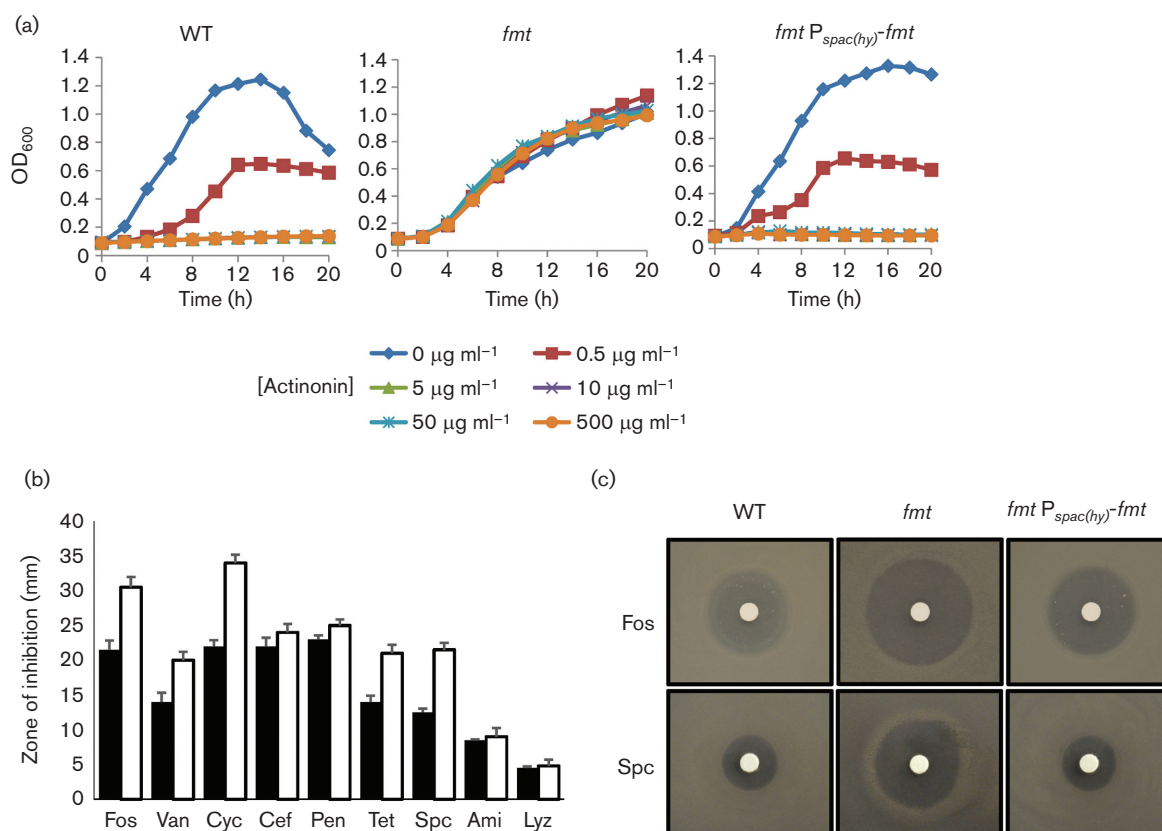 (a)
WT
fmt
fmt Pspac(hy)-fmt
OD600
1.4
1.2
1.0
0.8
0.6
0.4
0.2
0
0 4 8 12 16 20
Time (h)
1.4
1.2
1.0
0.8
0.6
0.4
0.2
0
0 4 8 12 16 20
Time (h)
1.4
1.2
1.0
0.8
0.6
0.4
0.2
0
0 4 8 12 16 20
Time (h)
[Actinonin]
0 μg ml−1 0.5 μg ml−1
5 μg ml−1 10 μg ml−1
50 μg ml−1 500 μg ml−1
(b)
Zone of inhibition (mm)
40
35
30
25
20
15
10
5
0
Fos Van Cyc Cef Pen Tet Spc Ami Lyz
(c)
WT fmt fmt Pspac(hy)-fmt
Fos
Spc